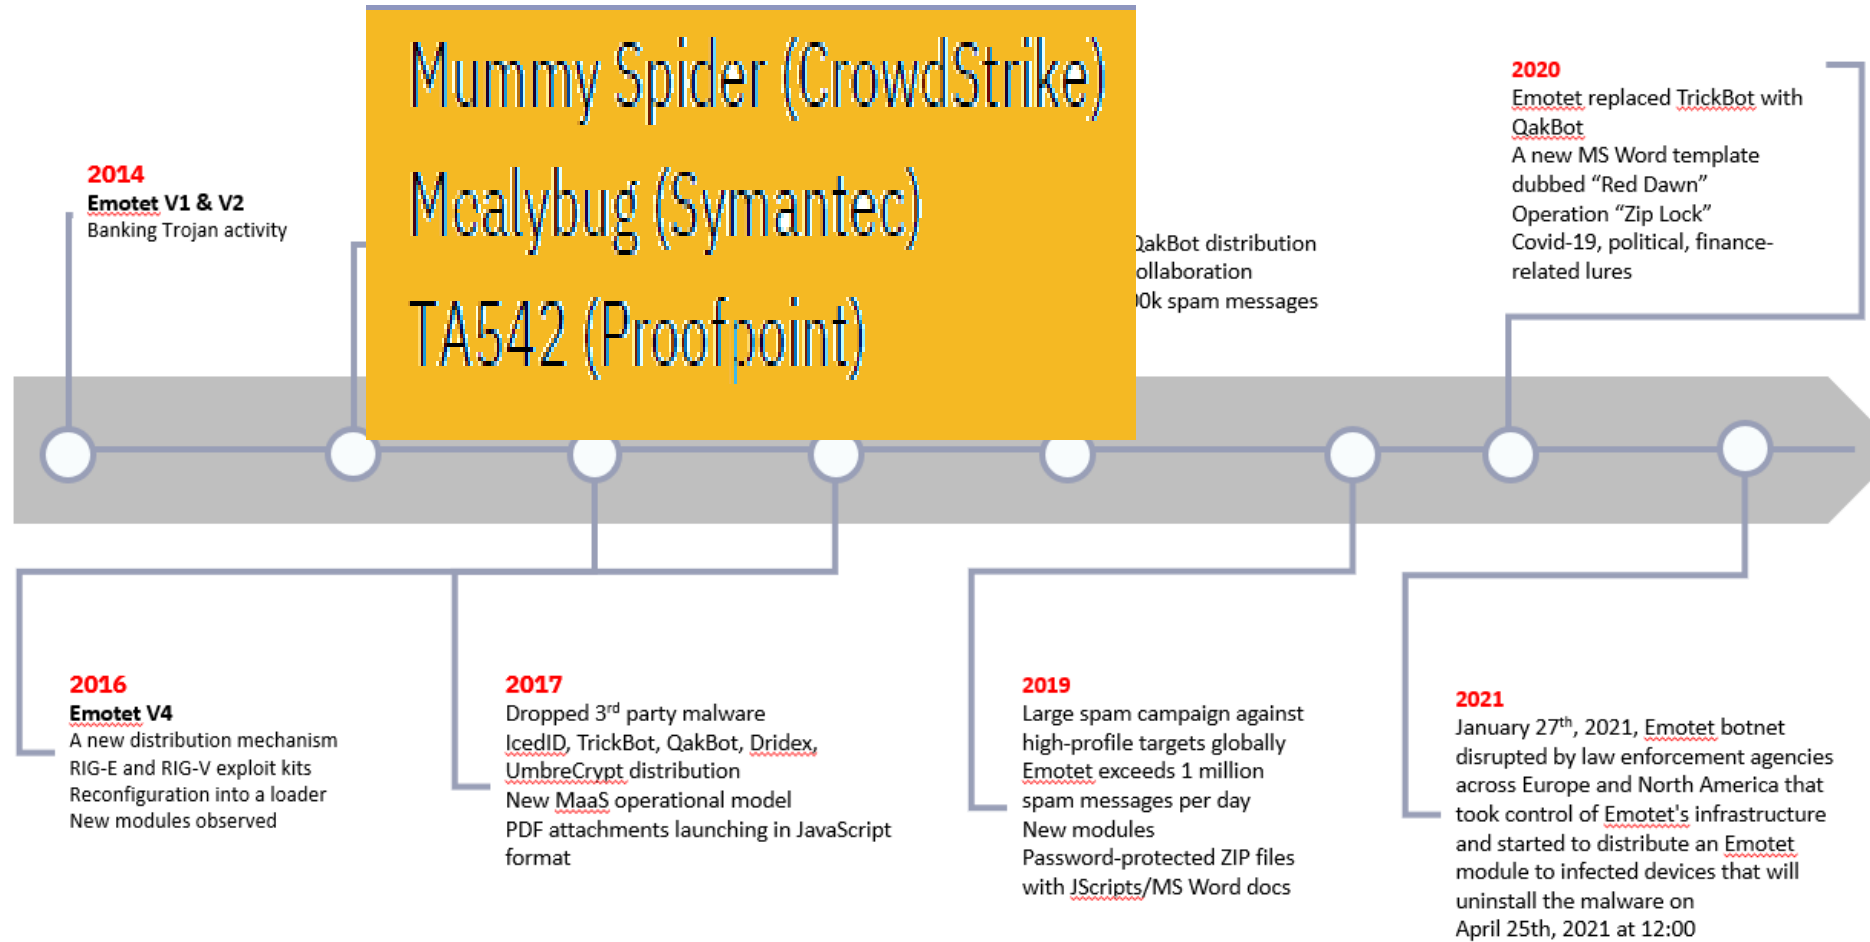 Mummy Spider (CrowdStrike)
Mcalybug (Symantec)
TA542 (Proofpoint)
2014
Emotet V1 & V2
Banking Trojan activity
QakBot distribution
00k spam messages
2020
Emotet replaced TrickBot with
QakBot
A new MS Word template
dubbed “Red Dawn”
Operation “Zip Lock”
Covid-19, political, finance-
related lures
2016
Emotet V4
A new distribution mechanism
RIG-E and RIG-V exploit kits
Reconfiguration into a loader
New modules observed
2017
Dropped 3rd party malware
IcedID, TrickBot, QakBot, Dridex,
UmbreCrypt distribution
New MaaS operational model
PDF attachments launching in JavaScript
format
2019
Large spam campaign against
high-profile targets globally
Emotet exceeds 1 million
spam messages per day
New modules
Password-protected ZIP files
with JScripts/MS Word docs
2021
January 27th, 2021, Emotet botnet
disrupted by law enforcement agencies
across Europe and North America that
took control of Emotet's infrastructure
and started to distribute an Emotet
module to infected devices that will
uninstall the malware on
April 25th, 2021 at 12:00